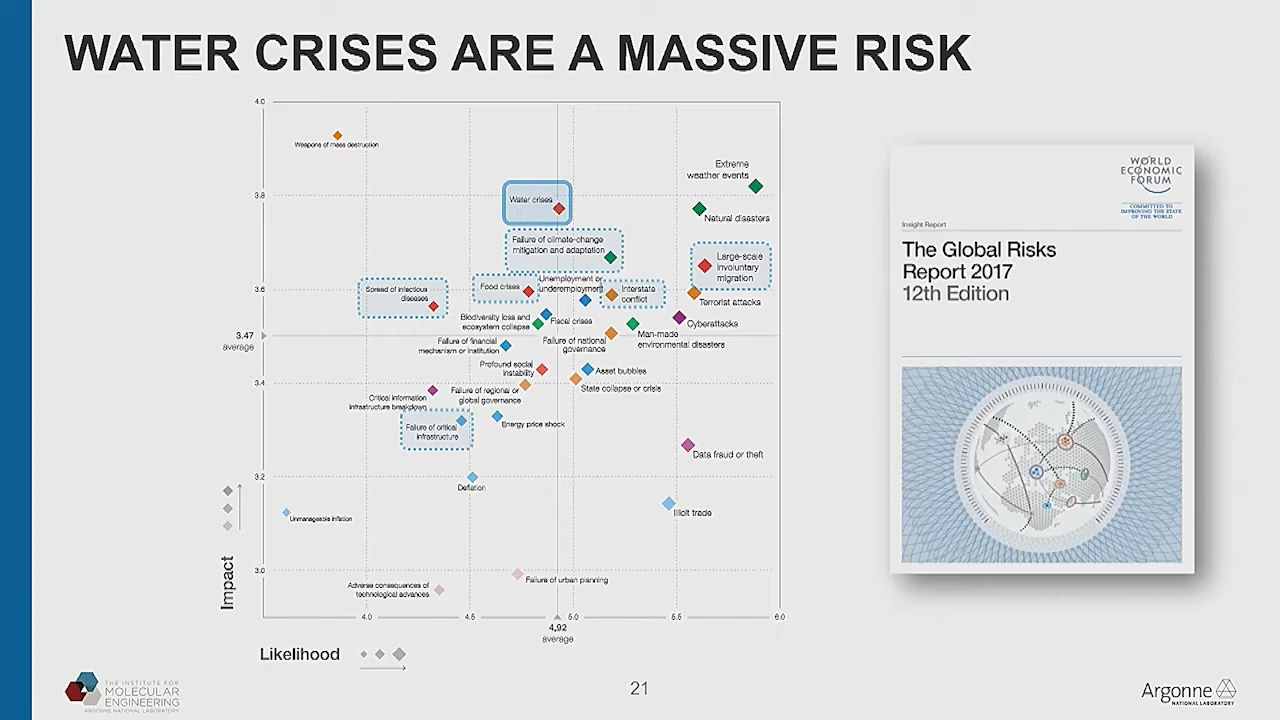 WATER CRISES ARE A MASSIVE RISK
4.0
Weapons of mass destruction
Extreme
weather events
3.8
Water crises
Natural disasters
Failure of climate-change
mitigation and adaptation
Large-scale
involuntary
migration
3.6
Spread of infectious
diseases
Food crises
Unemployment or
underemployment
Interstate
conflict
Terrorist attacks
Biodiversity loss and
ecosystem collapse
Fiscal crises
Cyberattacks
3.47
average
Failure of financial
mechanism or institution
Failure of national
governance
Man-made
environmental disasters
Profound social
instability
Asset bubbles
3.4
Failure of regional or
global governance
State collapse or crisis
Critical information
infrastructure breakdown
Failure of critical
infrastructure
Energy price shock
Data fraud or theft
3.2
Deflation
Unmanageable inflation
Illicit trade
3.0
Failure of urban planning
Adverse consequences of
technological advances
Impact
4.0
4.5
5.0
5.5
6.0
4.92
average
Likelihood
WORLD
ECONOMIC
FORUM
COMMITTED TO
IMPROVING THE STATE
OF THE WORLD
Insight Report
The Global Risks
Report 2017
12th Edition
THE INSTITUTE FOR
MOLECULAR
ENGINEERING
ARGONNE NATIONAL LABORATORY
21
Argonne
NATIONAL LABORATORY